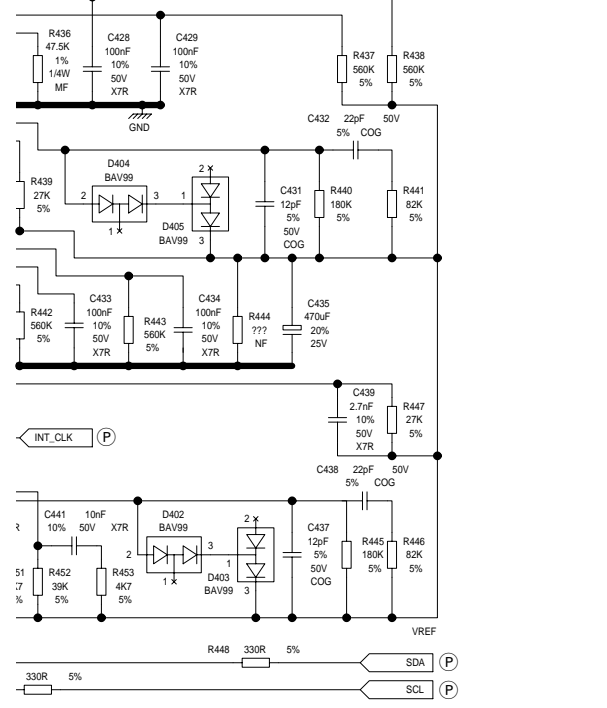 R436
47.5K
1%
1/4W
MF
C428
100nF
10%
50V
X7R
C429
100nF
10%
50V
X7R
R437
560K
5%
R438
560K
5%
GND
C432 22pF 50V
5% COG
R439
27K
5%
D404
BAV99
2
3
1
2
1
3
D405
BAV99
C431
12pF
5%
50V
COG
R440
180K
5%
R441
82K
5%
R442
560K
5%
C433
100nF
10%
50V
X7R
R443
560K
5%
C434
100nF
10%
50V
X7R
R444
???
NF
C435
470uF
20%
25V
C439
2.7nF
10%
50V
X7R
R447
27K
5%
INT_CLK P
C438 22pF 50V
5% COG
R
C441 10nF
10% 50V X7R
D402
BAV99
2
3
1
2
1
3
D403
BAV99
C437
12pF
5%
50V
COG
R445
180K
5%
R446
82K
5%
51
7
%
R452
39K
5%
R453
4K7
5%
VREF
R448 330R 5%
SDA P
330R 5%
SCL P